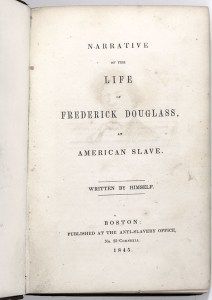 NARRATIVE
OF THE
LIFE
OF
FREDERICK DOUGLASS,
AN
AMERICAN SLAVE.
WRITTEN BY HIMSELF.
BOSTON:
PUBLISHED AT THE ANTI-SLAVERY OFFICE,
No. 25 CORNHILL
1845.